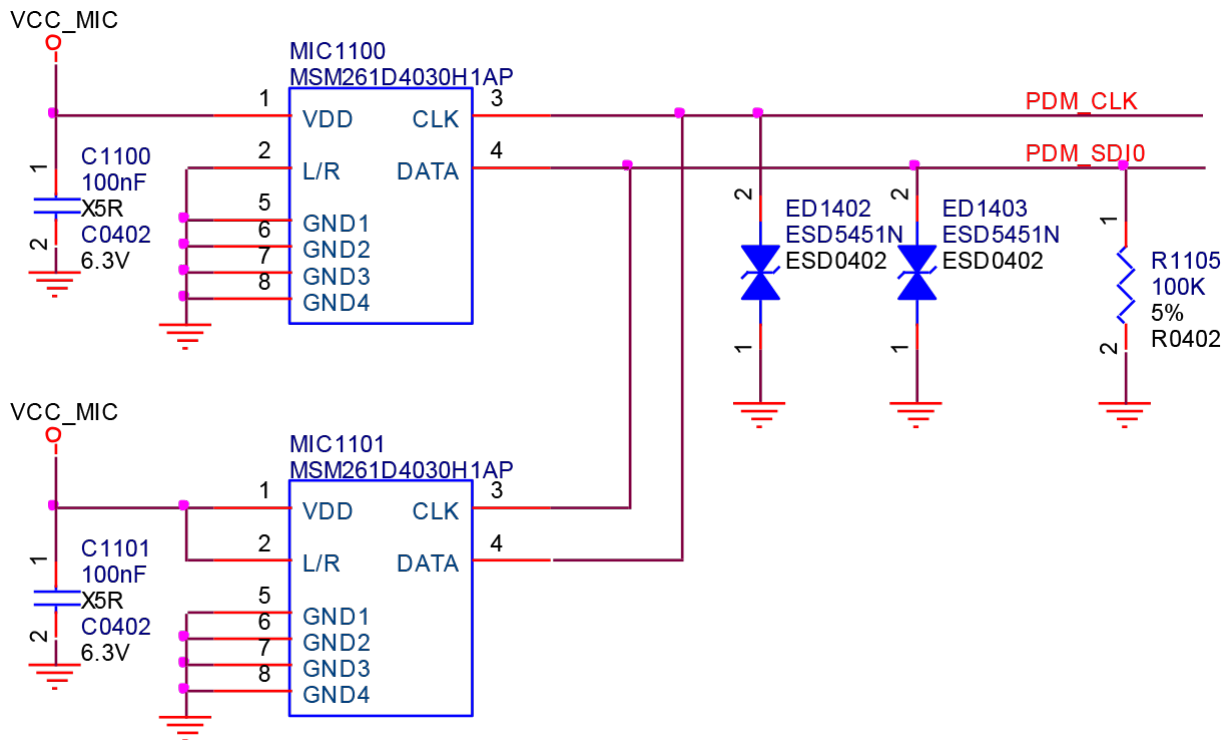 VCC_MIC
MIC1100
MSM261D4030H1AP
1
VDD
CLK
3
PDM_CLK
2
L/R
DATA
4
PDM_SDI0
1
C1100
100nF
X5R
C0402
6.3V
2
5
GND1
6
GND2
7
GND3
8
GND4
2
ED1402
ESD5451N
ESD0402
1
2
ED1403
ESD5451N
ESD0402
1
1
R1105
100K
5%
R0402
2
VCC_MIC
MIC1101
MSM261D4030H1AP
1
VDD
CLK
3
2
L/R
DATA
4
1
C1101
100nF
X5R
C0402
6.3V
2
5
GND1
6
GND2
7
GND3
8
GND4